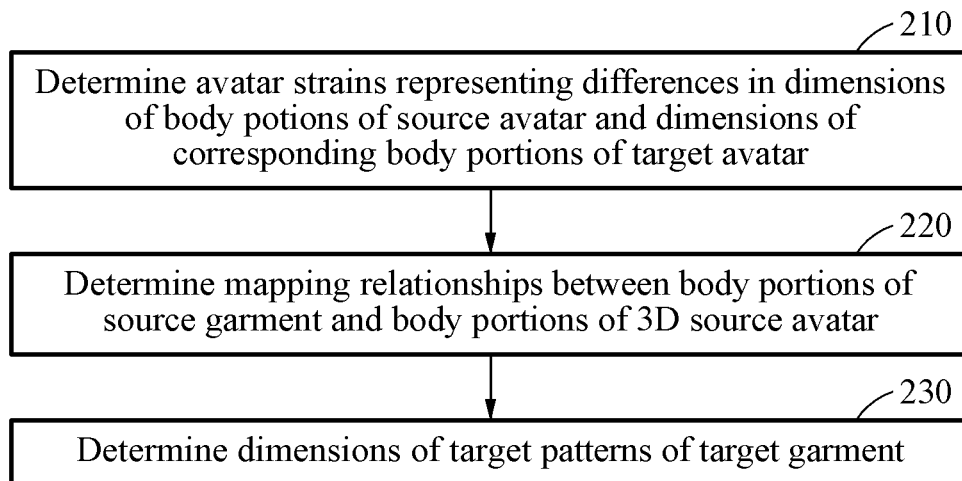 210
Determine avatar strains representing differences in dimensions
of body potions of source avatar and dimensions of
corresponding body portions of target avatar
220
Determine mapping relationships between body portions of
source garment and body portions of 3D source avatar
230
Determine dimensions of target patterns of target garment